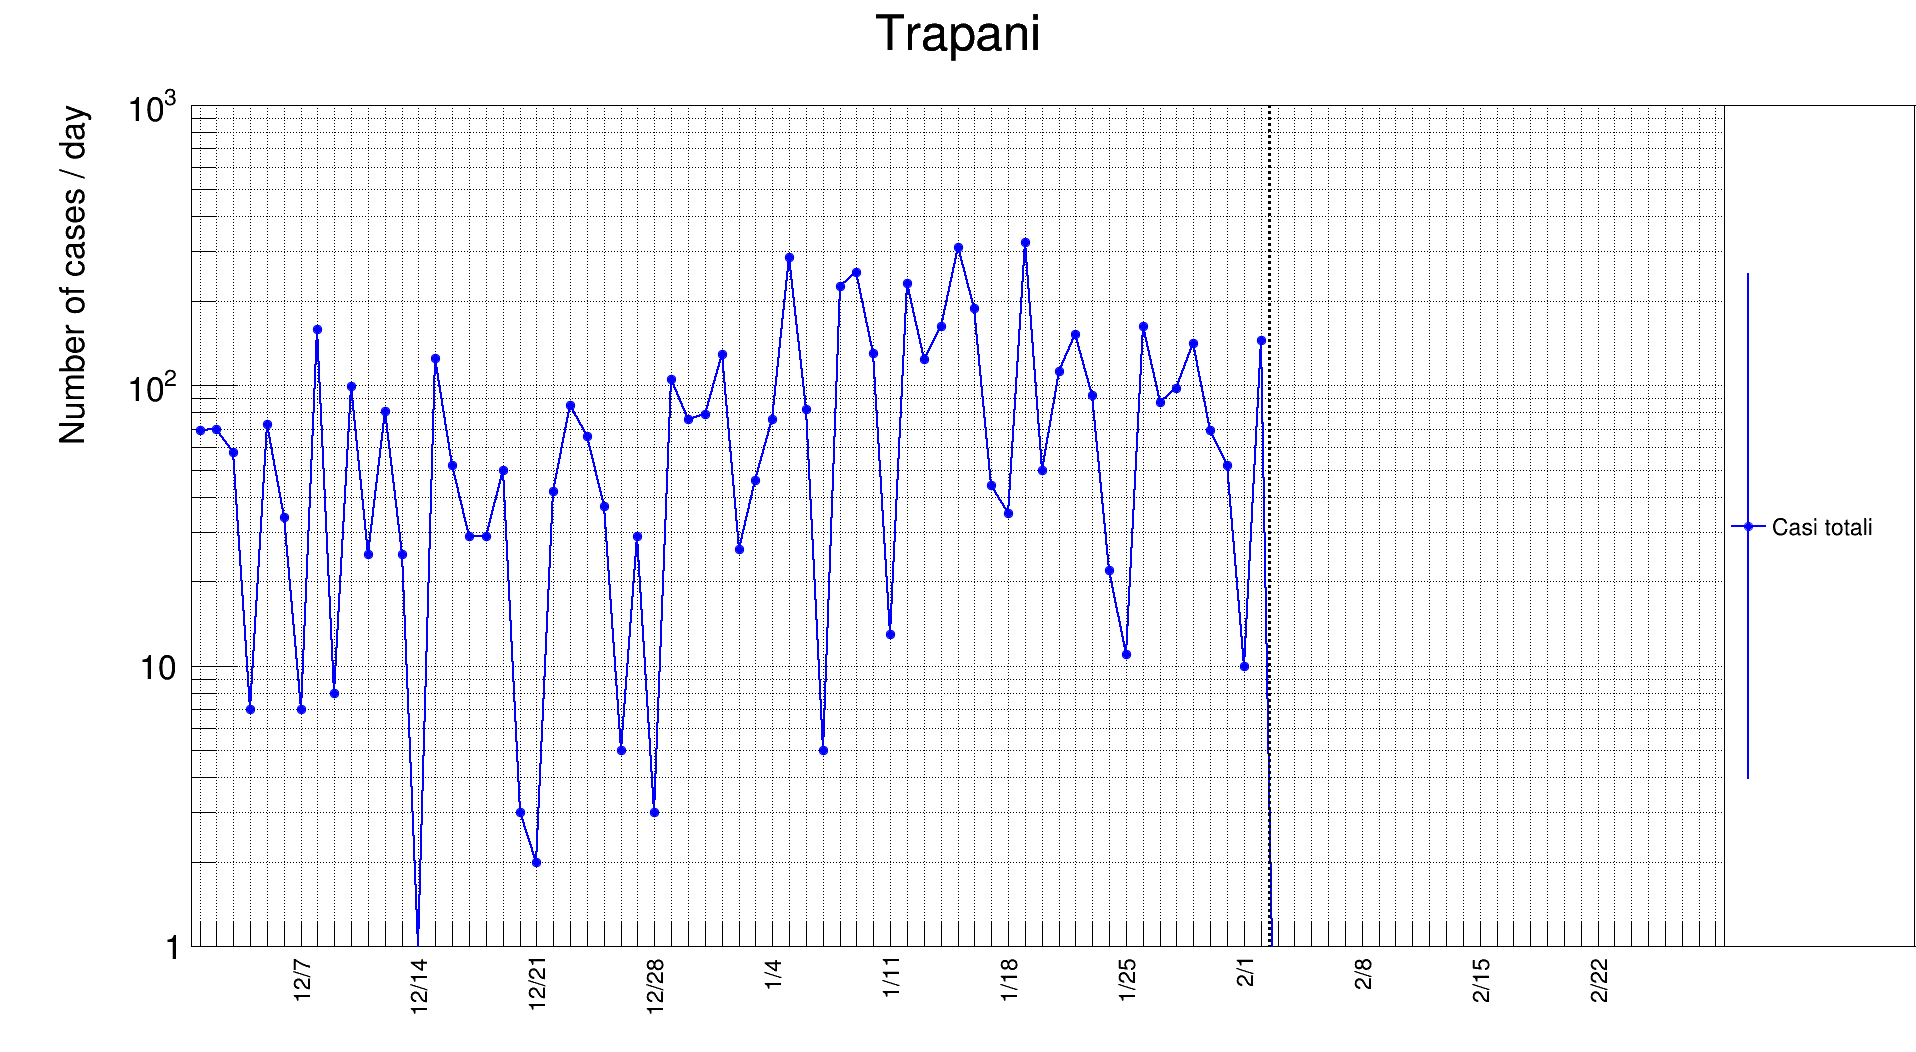 Trapani
Number of cases / day
10³
10²
10
1
12/7 12/14 12/21 12/28 1/4 1/11 1/18 1/25 2/1 2/8 2/15 2/22
Casi totali